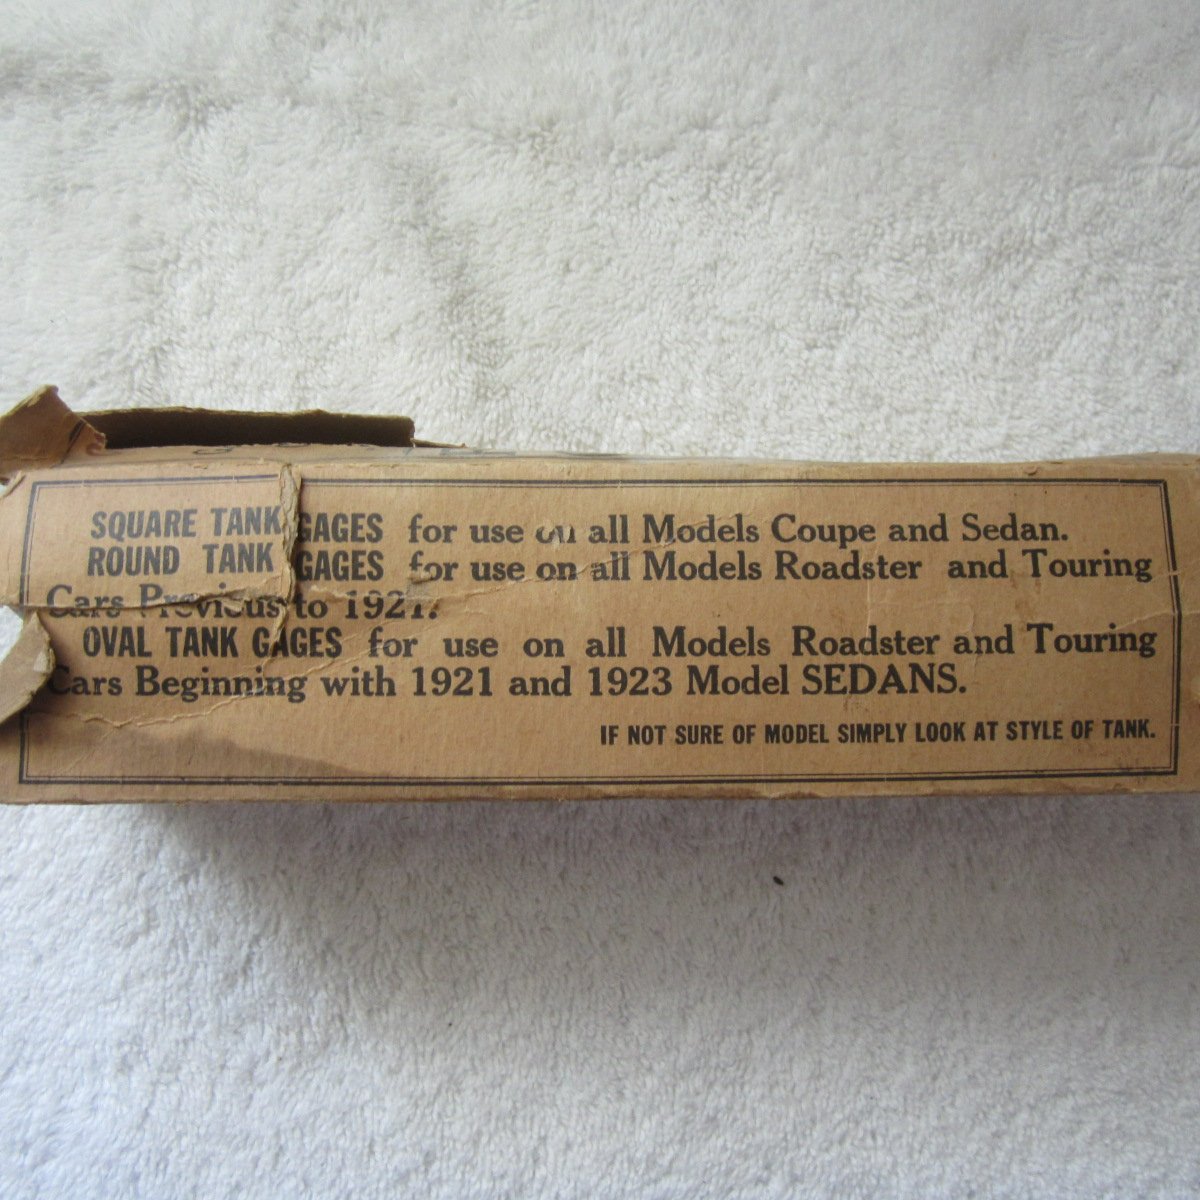 SQUARE TANK GAGES for use on all Models Coupe and Sedan.
ROUND TANK GAGES for use on all Models Roadster and Touring
Cars Previous to 1921.
OVAL TANK GAGES for use on all Models Roadster and Touring
Cars Beginning with 1921 and 1923 Model SEDANS.
IF NOT SURE OF MODEL SIMPLY LOOK AT STYLE OF TANK.